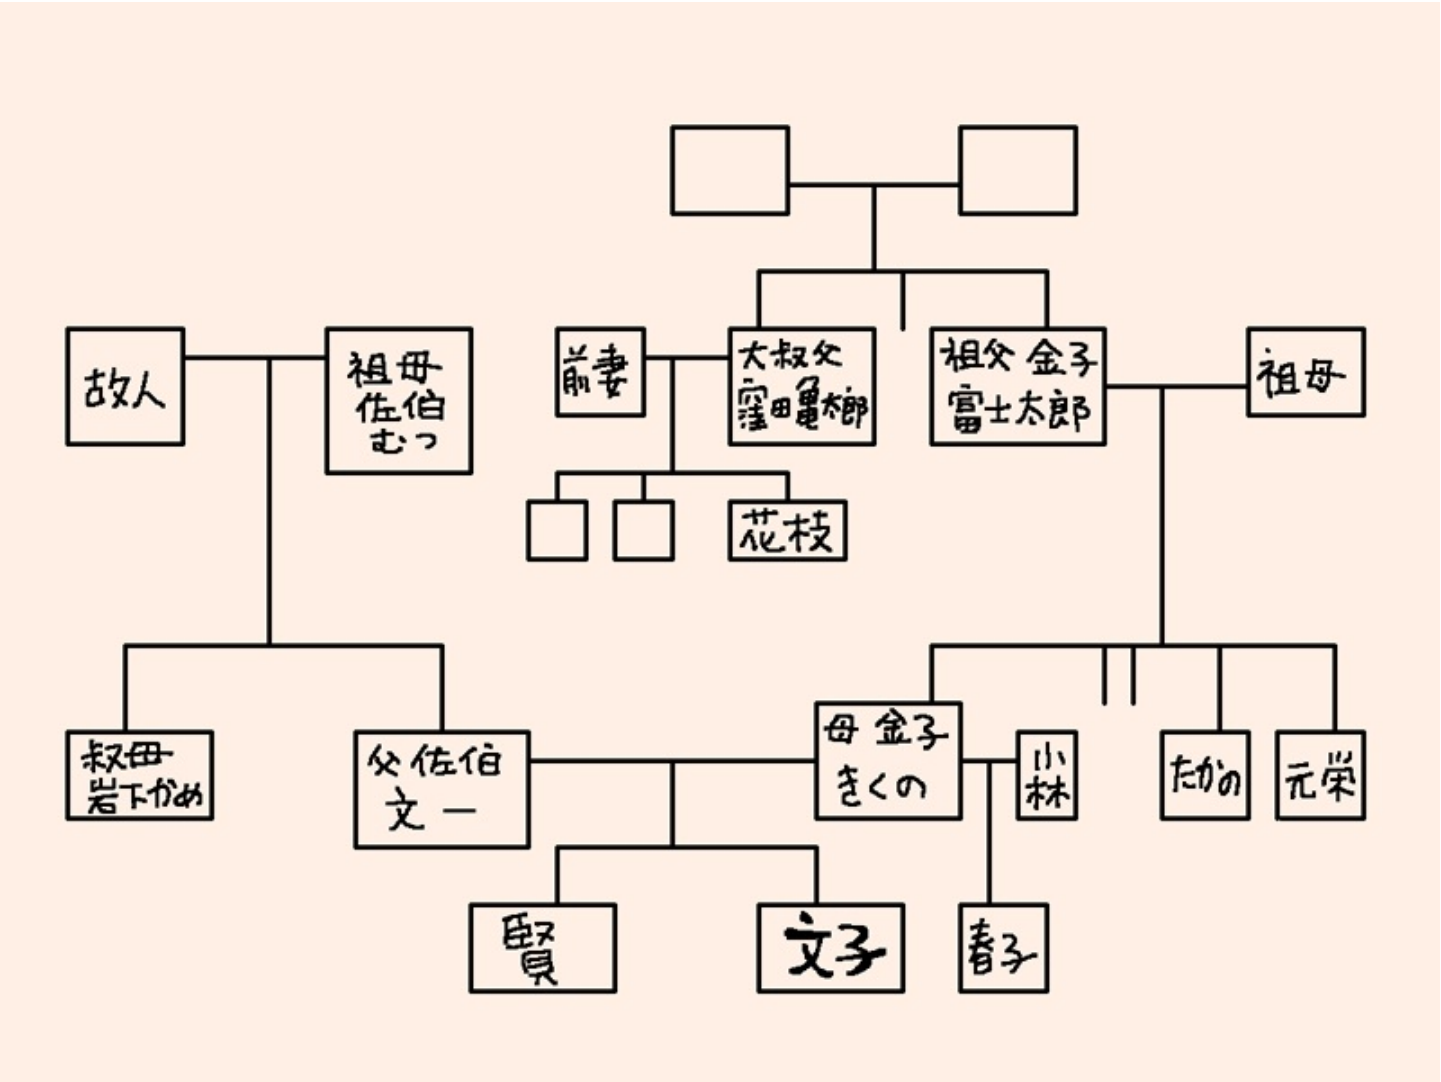 故人
祖母
佐伯
むつ
前妻
大叔父
窪田亀太郎
祖父 金子
富士太郎
祖母
花枝
叔母
岩下かめ
父佐伯
文一
母 金子
きくの
小
林
たかの
元栄
賢
文子
春子